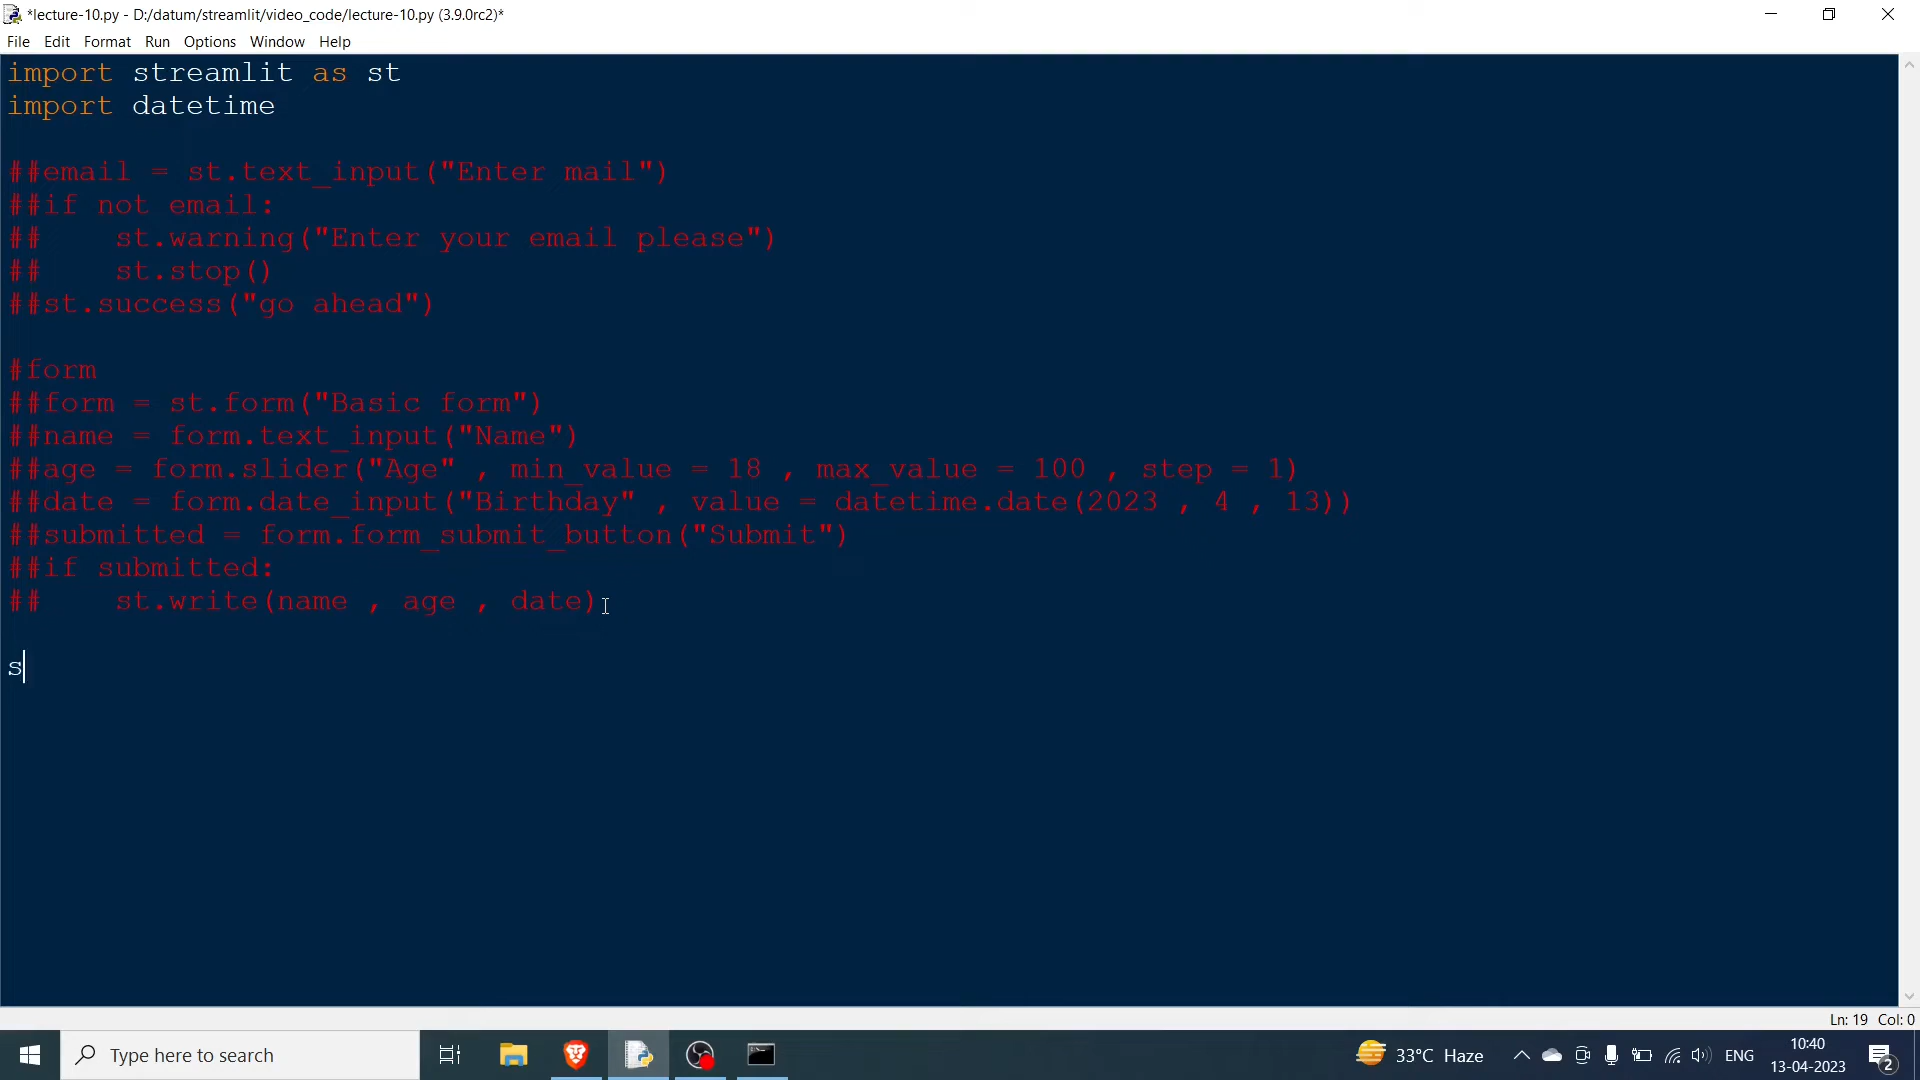 *lecture-10.py - D:/datum/streamlit/video_code/lecture-10.py (3.9.0rc2)*
File Edit Format Run Options Window Help
import streamlit as st
import datetime
##email = st.text_input("Enter mail")
##if not email:
##    st.warning("Enter your email please")
##    st.stop()
##st.success("go ahead")
#form
##form = st.form("Basic form")
##name = form.text_input("Name")
##age = form.slider("Age" , min_value = 18 , max_value = 100 , step = 1)
##date = form.date_input("Birthday" , value = datetime.date(2023 , 4 , 13))
##submitted = form.form_submit_button("Submit")
##if submitted:
##    st.write(name , age , date)
s
Ln: 19 Col: 0
Type here to search
33°C Haze
ENG
10:40
13-04-2023
2